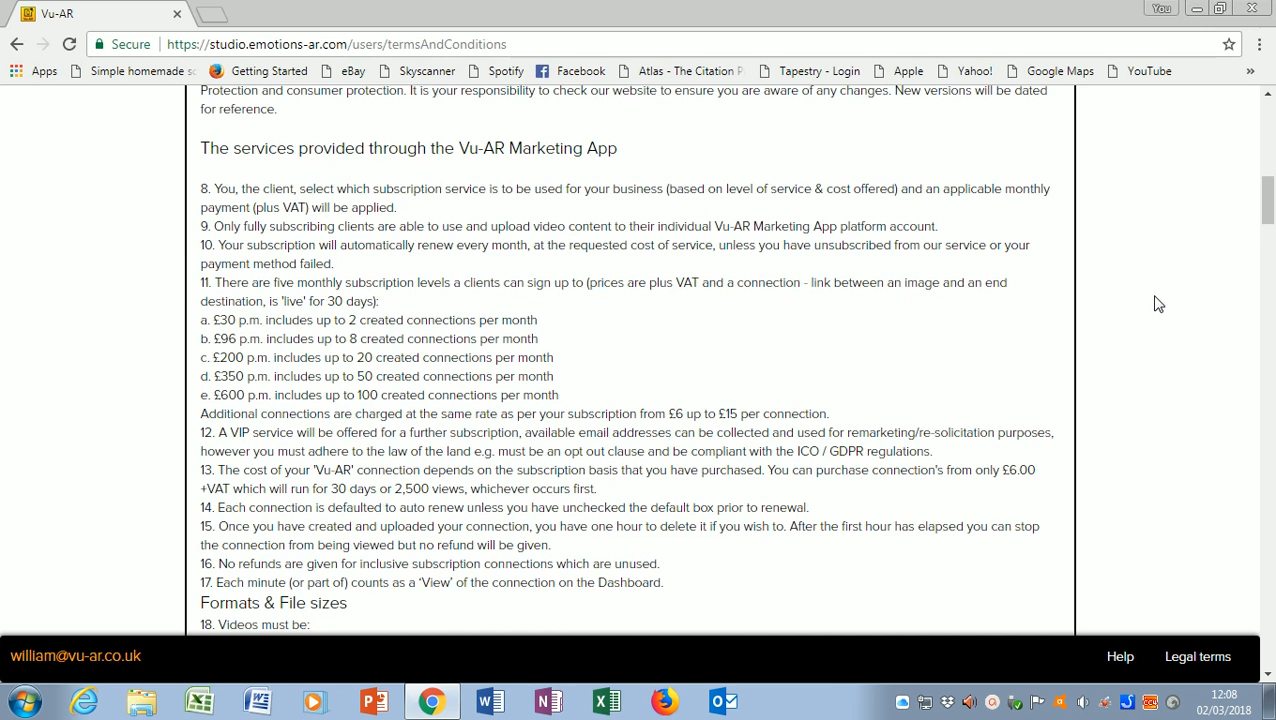 Vu-AR
You
Secure https://studio.emotions-ar.com/users/termsAndConditions
Apps Simple homemade Getting Started eBay Skyscanner Spotify Facebook Atlas - The Citation Tapestry - Login Apple Yahoo! Google Maps YouTube »
Protection and consumer protection. It is your responsibility to check our website to ensure you are aware of any changes. New versions will be dated
for reference.
The services provided through the Vu-AR Marketing App
8. You, the client, select which subscription service is to be used for your business (based on level of service & cost offered) and an applicable monthly
payment (plus VAT) will be applied.
9. Only fully subscribing clients are able to use and upload video content to their individual Vu-AR Marketing App platform account.
10. Your subscription will automatically renew every month, at the requested cost of service, unless you have unsubscribed from our service or your
payment method failed.
11. There are five monthly subscription levels a clients can sign up to (prices are plus VAT and a connection - link between an image and an end
destination, is 'live' for 30 days):
a. £30 p.m. includes up to 2 created connections per month
b. £96 p.m. includes up to 8 created connections per month
c. £200 p.m. includes up to 20 created connections per month
d. £350 p.m. includes up to 50 created connections per month
e. £600 p.m. includes up to 100 created connections per month
Additional connections are charged at the same rate as per your subscription from £6 up to £15 per connection.
12. A VIP service will be offered for a further subscription, available email addresses can be collected and used for remarketing/re-solicitation purposes,
however you must adhere to the law of the land e.g. must be an opt out clause and be compliant with the ICO / GDPR regulations.
13. The cost of your 'Vu-AR' connection depends on the subscription basis that you have purchased. You can purchase connection's from only £6.00
+VAT which will run for 30 days or 2,500 views, whichever occurs first.
14. Each connection is defaulted to auto renew unless you have unchecked the default box prior to renewal.
15. Once you have created and uploaded your connection, you have one hour to delete it if you wish to. After the first hour has elapsed you can stop
the connection from being viewed but no refund will be given.
16. No refunds are given for inclusive subscription connections which are unused.
17. Each minute (or part of) counts as a ‘View’ of the connection on the Dashboard.
Formats & File sizes
18. Videos must be:
william@vu-ar.co.uk Help Legal terms
12:08
02/03/2018